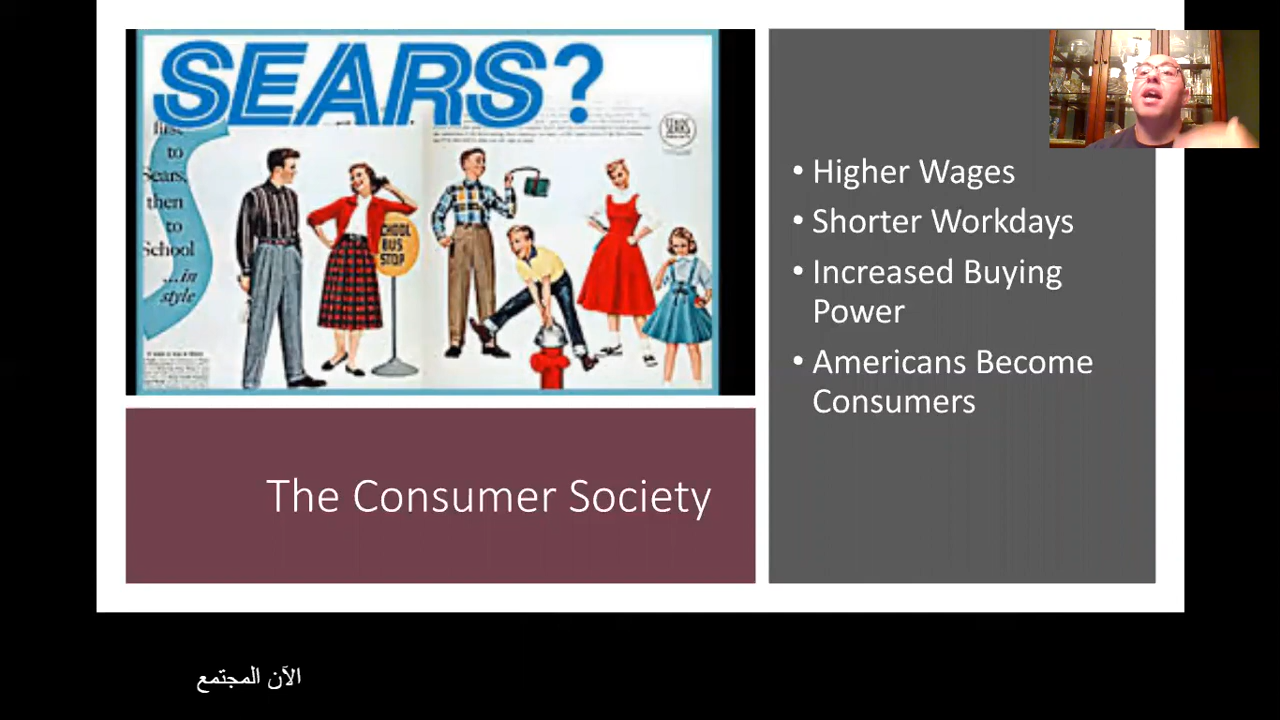 SEARS?
to
Sears,
then
to
School
...in
style
SCHOOL
BUS
STOP
SEARS
• Higher Wages
• Shorter Workdays
• Increased Buying
Power
• Americans Become
Consumers
The Consumer Society
الآن المجتمع